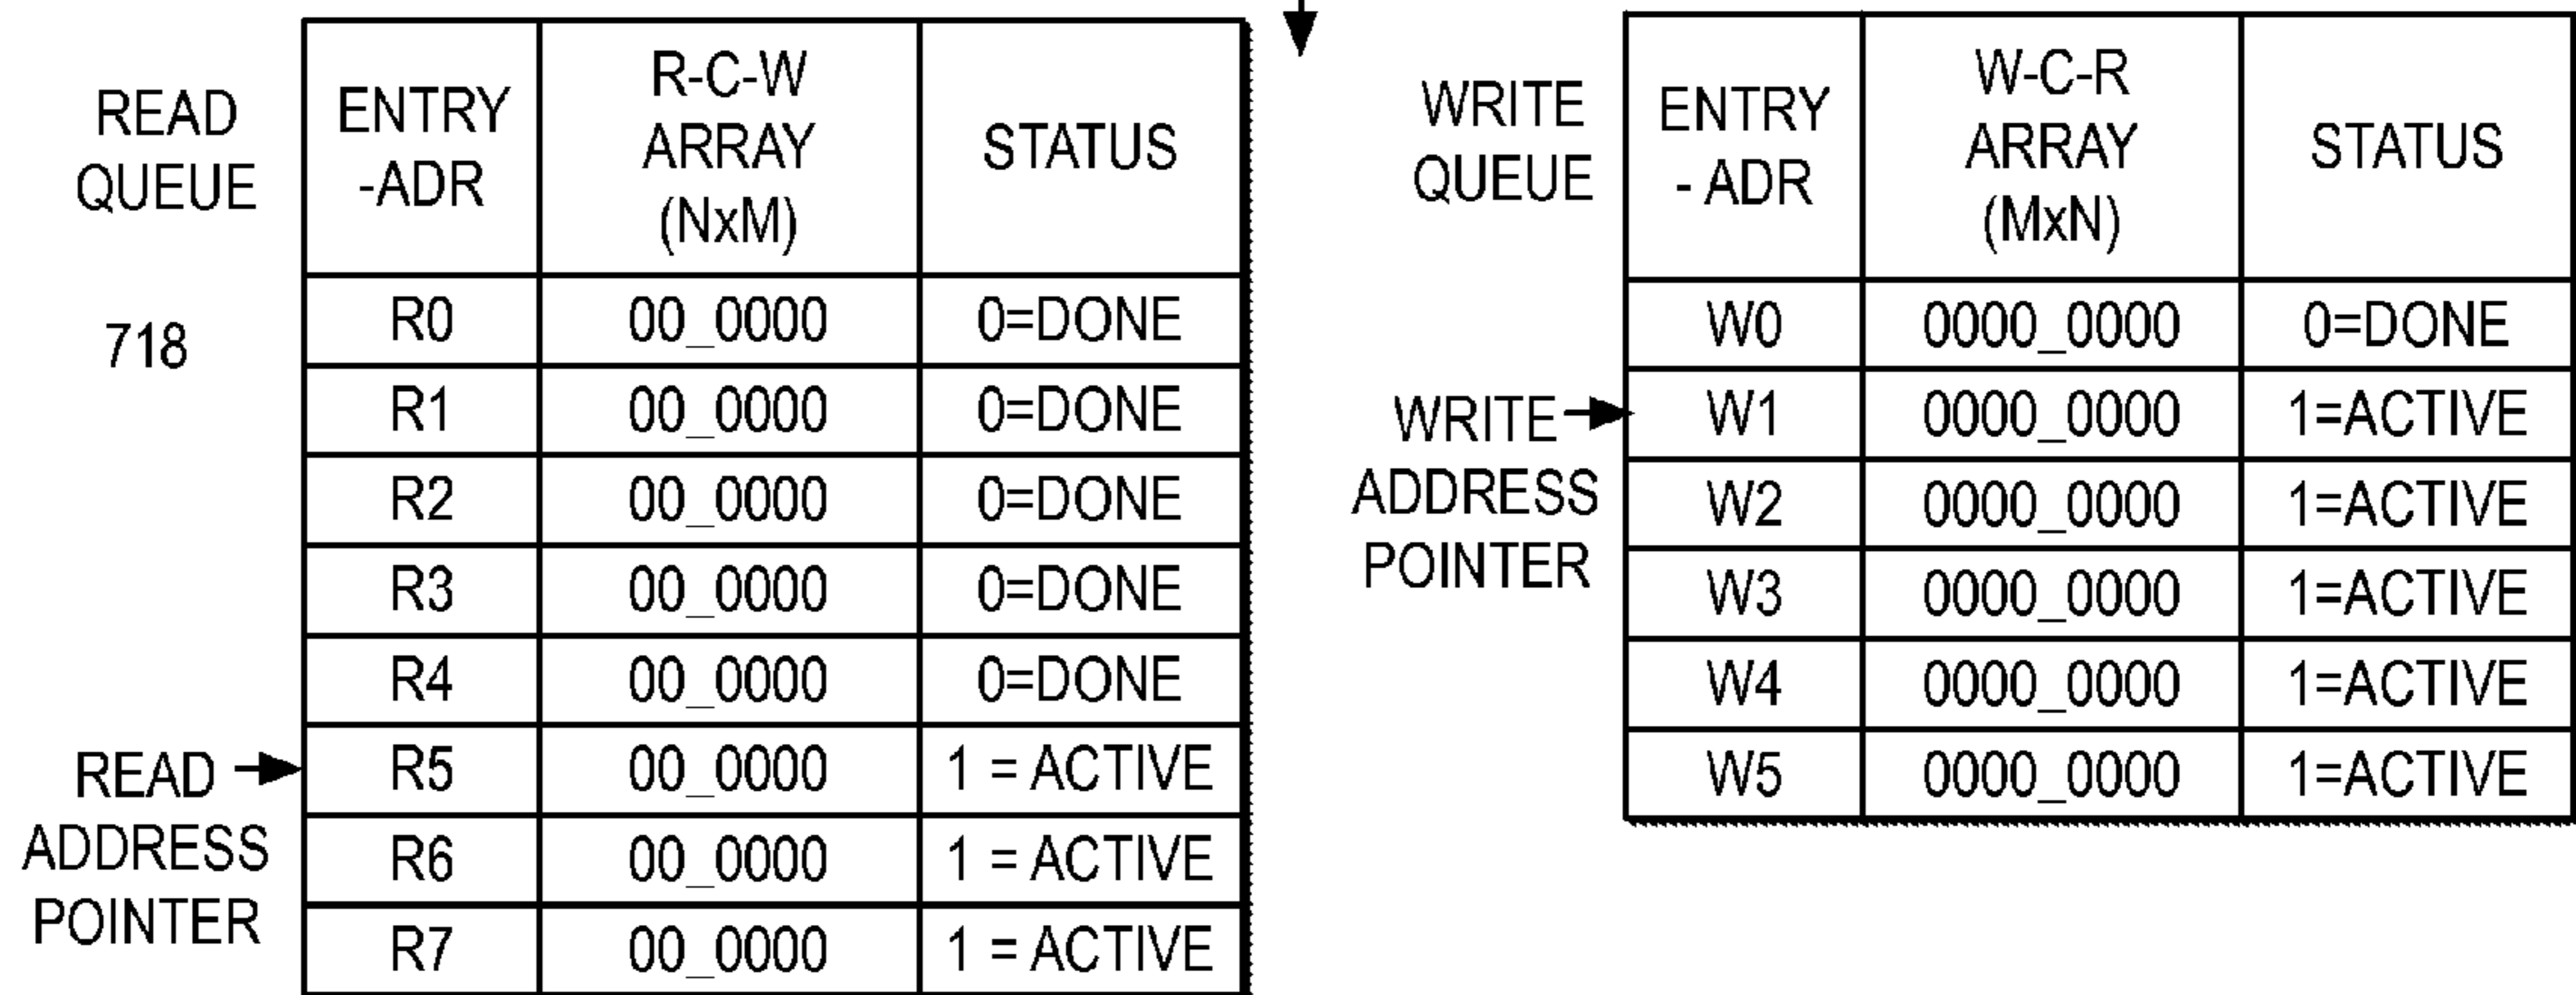 READ
QUEUE
718
READ
ADDRESS
POINTER
ENTRY
-ADR
R-C-W
ARRAY
(NxM)
STATUS
R0 00_0000 0=DONE
R1 00_0000 0=DONE
R2 00_0000 0=DONE
R3 00_0000 0=DONE
R4 00_0000 0=DONE
R5 00_0000 1 = ACTIVE
R6 00_0000 1 = ACTIVE
R7 00_0000 1 = ACTIVE
WRITE
QUEUE
WRITE
ADDRESS
POINTER
ENTRY
- ADR
W-C-R
ARRAY
(MxN)
STATUS
W0 0000_0000 0=DONE
W1 0000_0000 1=ACTIVE
W2 0000_0000 1=ACTIVE
W3 0000_0000 1=ACTIVE
W4 0000_0000 1=ACTIVE
W5 0000_0000 1=ACTIVE